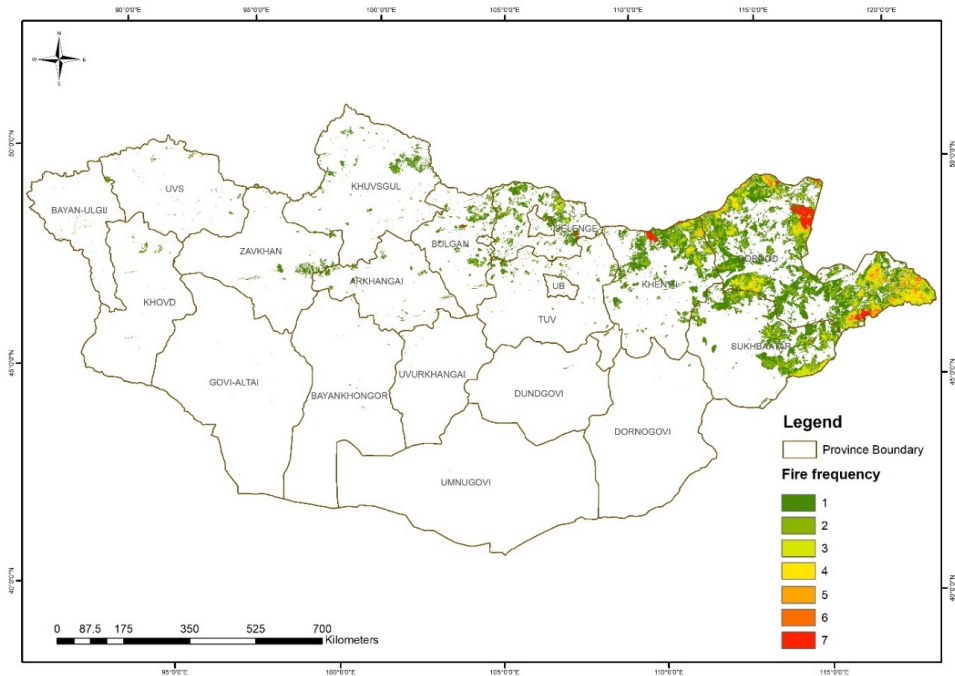 90°0'0"E 95°0'0"E 100°0'0"E 105°0'0"E 110°0'0"E 115°0'0"E 120°0'0"E
N
W E
S
50°0'0"N 50°0'0"N
KHUVSGUL
UVS
BAYAN-ULGII
SELENGE
ZAVKHAN
BULGAN
DORNOD
ARKHANGAI
KHENTII
UB
KHOVD
TUV
SUKHBAATAR
45°0'0"N 45°0'0"N
GOVI-ALTAI
UVURKHANGAI
BAYANKHONGOR
DUNDGOVI
DORNOGOVI
UMNUGOVI
Legend
Province Boundary
Fire frequency
1
2
3
4
5
6
7
40°0'0"N 40°0'0"N
0 87.5 175 350 525 700
Kilometers
95°0'0"E 100°0'0"E 105°0'0"E 110°0'0"E 115°0'0"E